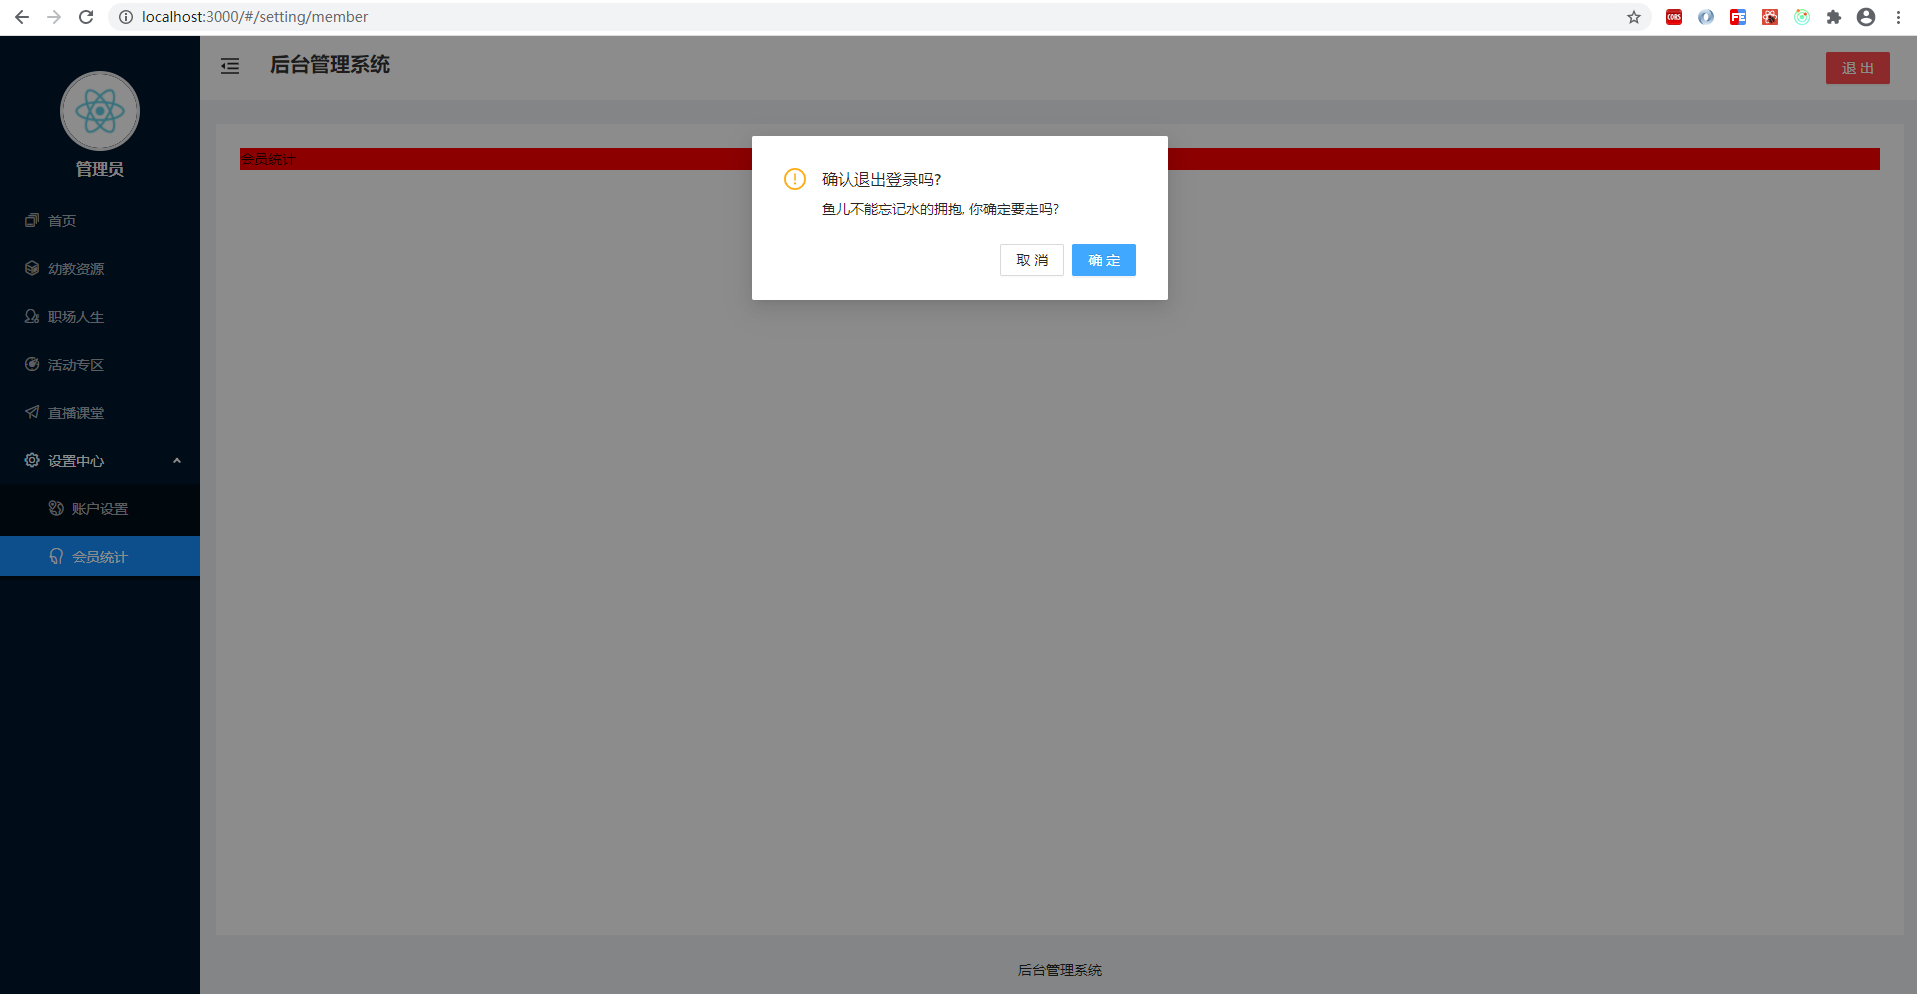 localhost:3000/#/setting/member
CORS
FE
管理员
首页
幼教资源
职场人生
活动专区
直播课堂
设置中心
账户设置
会员统计
后台管理系统
退 出
会员统计
确认退出登录吗?
鱼儿不能忘记水的拥抱, 你确定要走吗?
取 消
确 定
后台管理系统